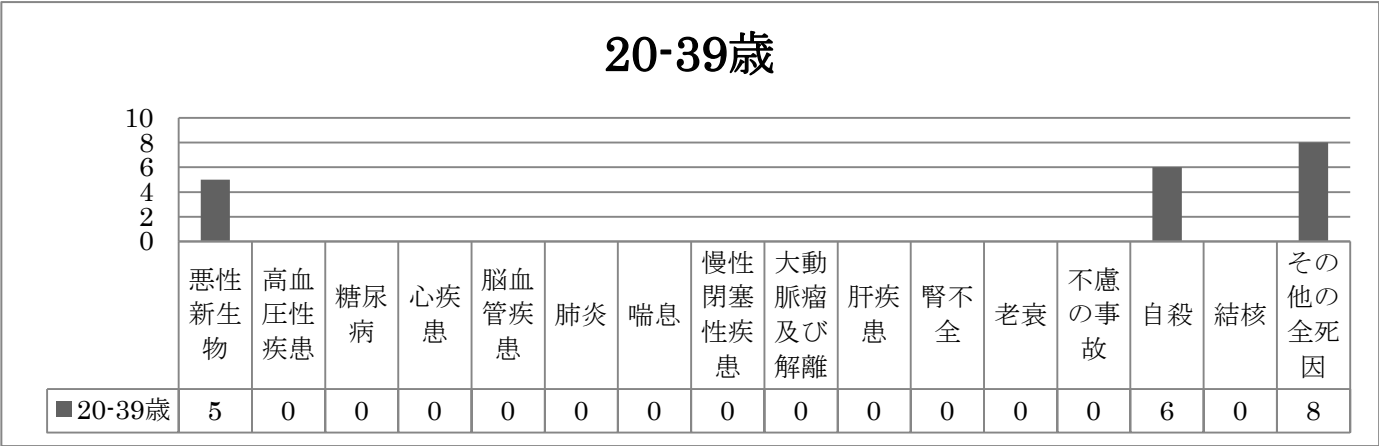 20-39歳
10
8
6
4
2
0
悪性
新生
物
高血
圧性
疾患
糖尿
病
心疾
患
脳血
管疾
患
肺炎
喘息
慢性
閉塞
性疾
患
大動
脈瘤
及び
解離
肝疾
患
腎不
全
老衰
不慮
の事
故
自殺
結核
その
他の
全死
因
20-39歳 5 0 0 0 0 0 0 0 0 0 0 0 0 6 0 8